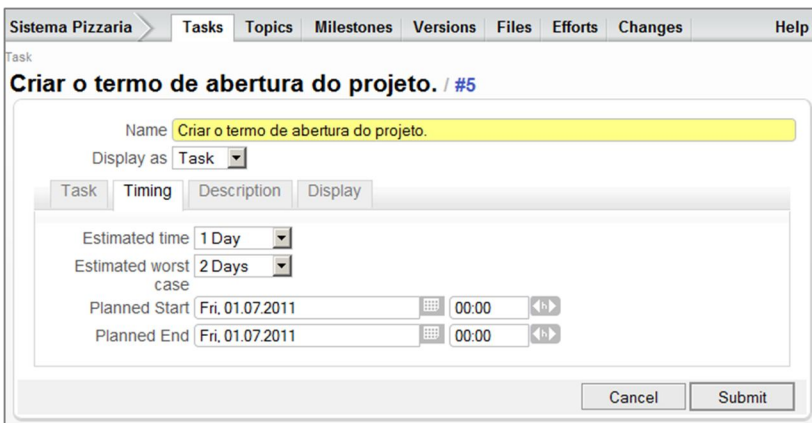 Sistema Pizzaria Tasks Topics Milestones Versions Files Efforts Changes Help
Task
Criar o termo de abertura do projeto. / #5
Name Criar o termo de abertura do projeto.
Display as Task
Task Timing Description Display
Estimated time 1 Day
Estimated worst case 2 Days
Planned Start Fri, 01.07.2011 00:00 h
Planned End Fri, 01.07.2011 00:00 h
Cancel Submit